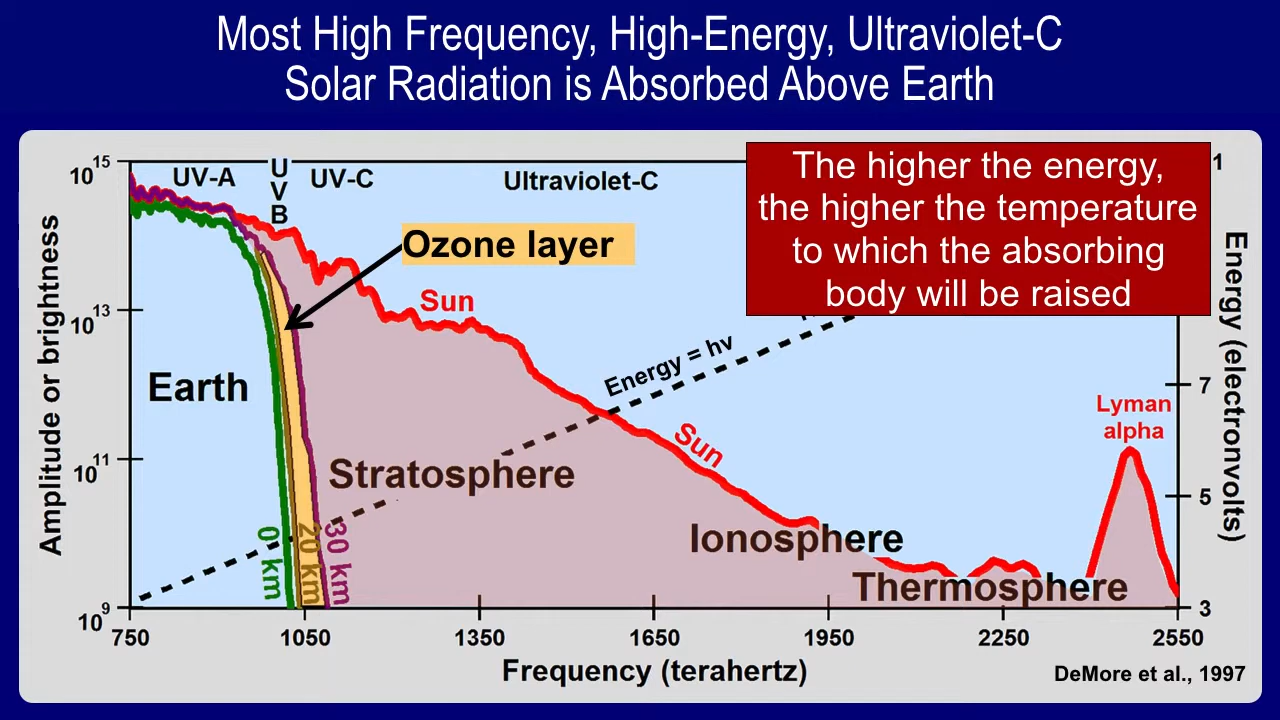 Most High Frequency, High-Energy, Ultraviolet-C
Solar Radiation is Absorbed Above Earth
The higher the energy,
the higher the temperature
to which the absorbing
body will be raised
10^15
10^13
10^11
10^9
Amplitude or brightness
UV-A
U
V
B
UV-C
Ultraviolet-C
Ozone layer
Sun
Energy = hν
Earth
Stratosphere
Sun
Lyman
alpha
Ionosphere
Thermosphere
0 km
20 km
30 km
1
7
5
3
Energy (electronvolts)
750
1050
1350
1650
1950
2250
2550
Frequency (terahertz)
DeMore et al., 1997